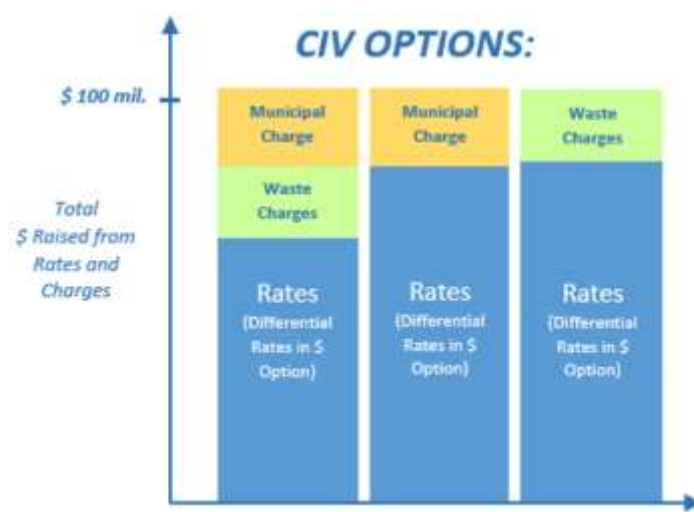 CIV OPTIONS:
$ 100 mil.
Total
$ Raised from
Rates and
Charges
Municipal
Charge
Waste
Charges
Rates
(Differential
Rates in $
Option)
Municipal
Charge
Rates
(Differential
Rates in $
Option)
Waste
Charges
Rates
(Differential
Rates in $
Option)